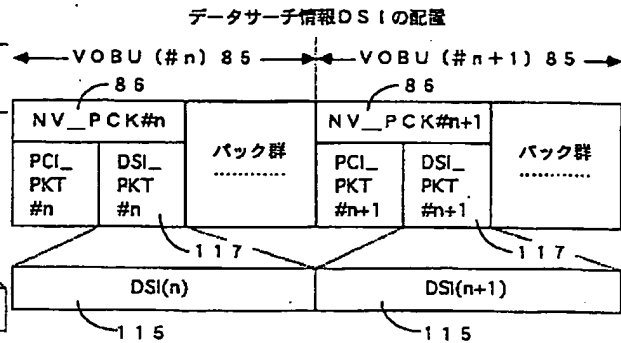 データサーチ情報DSIの配置
VOBU(#n)85
VOBU(#n+1)85
86
86
NV_PCK#n
パック群
NV_PCK#n+1
パック群
PCI_
PKT
#n
DSI_
PKT
#n
PCI_
PKT
#n+1
DSI_
PKT
#n+1
117
117
DSI(n)
DSI(n+1)
115
115